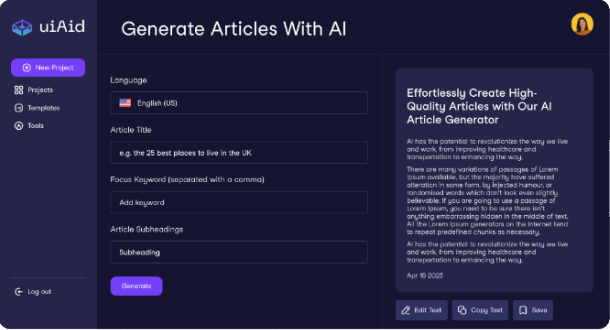 uiAid
Generate Articles With AI
New Project
Projects
Templates
Tools
Log out
Language
English (US)
Article Title
e.g. the 25 best places to live in the UK
Focus Keyword (separated with a comma)
Add keyword
Article Subheadings
Subheading
Generate
Effortlessly Create High-
Quality Articles with Our AI
Article Generator
AI has the potential to revolutionize the way we live
and work, from improving healthcare and
transportation to enhancing the way.
There are many variations of passages of Lorem
Ipsum available, but the majority have suffered
alteration in some form, by injected humour, or
randomised words which don't look even slightly
believable. If you are going to use a passage of
Lorem Ipsum, you need to be sure there isn't
anything embarrassing hidden in the middle of text.
All the Lorem Ipsum generators on the Internet tend
to repeat predefined chunks as necessary.
AI has the potential to revolutionize the way we live
and work, from improving healthcare and
transportation to enhancing the way.
Apr 15 2023
Edit Text
Copy Text
Save